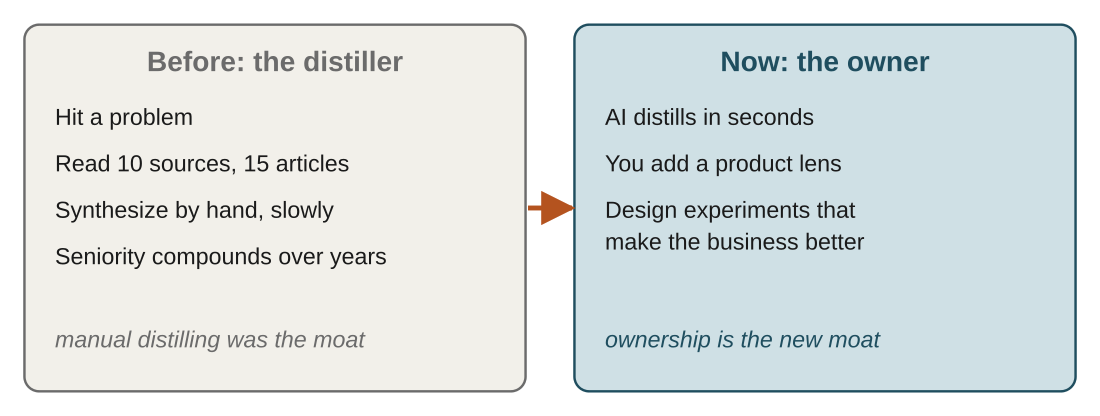 Before: the distiller
Hit a problem
Read 10 sources, 15 articles
Synthesize by hand, slowly
Seniority compounds over years
manual distilling was the moat
Now: the owner
AI distills in seconds
You add a product lens
Design experiments that
make the business better
ownership is the new moat